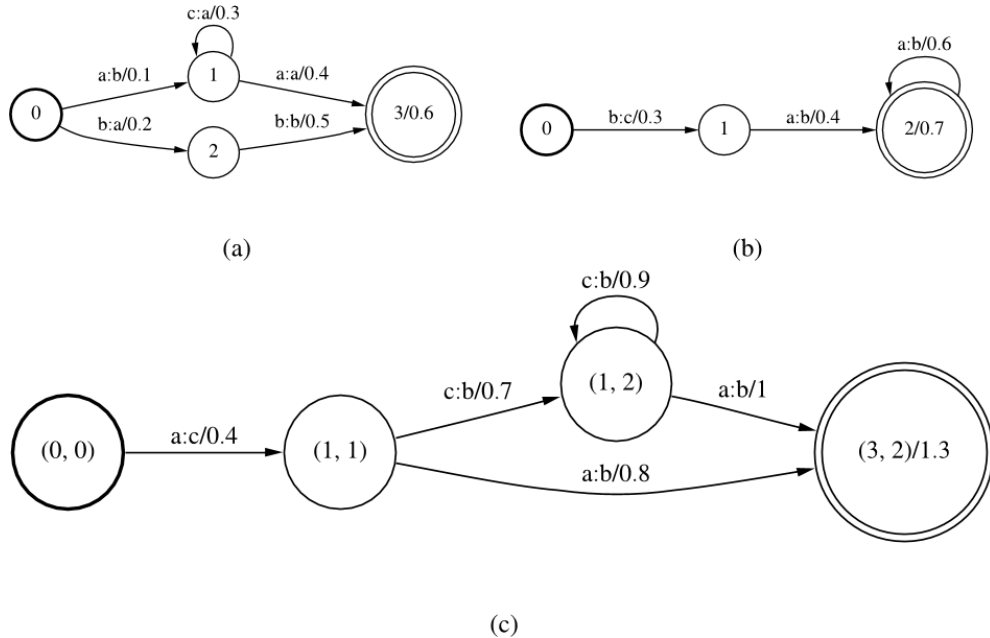 c:a/0.3
a:b/0.1
1
a:a/0.4
0
3/0.6
b:a/0.2
2
b:b/0.5
a:b/0.6
0
b:c/0.3
1
a:b/0.4
2/0.7
(a)
(b)
c:b/0.9
(1, 2)
c:b/0.7
a:b/1
(0, 0)
a:c/0.4
(1, 1)
(3, 2)/1.3
a:b/0.8
(c)